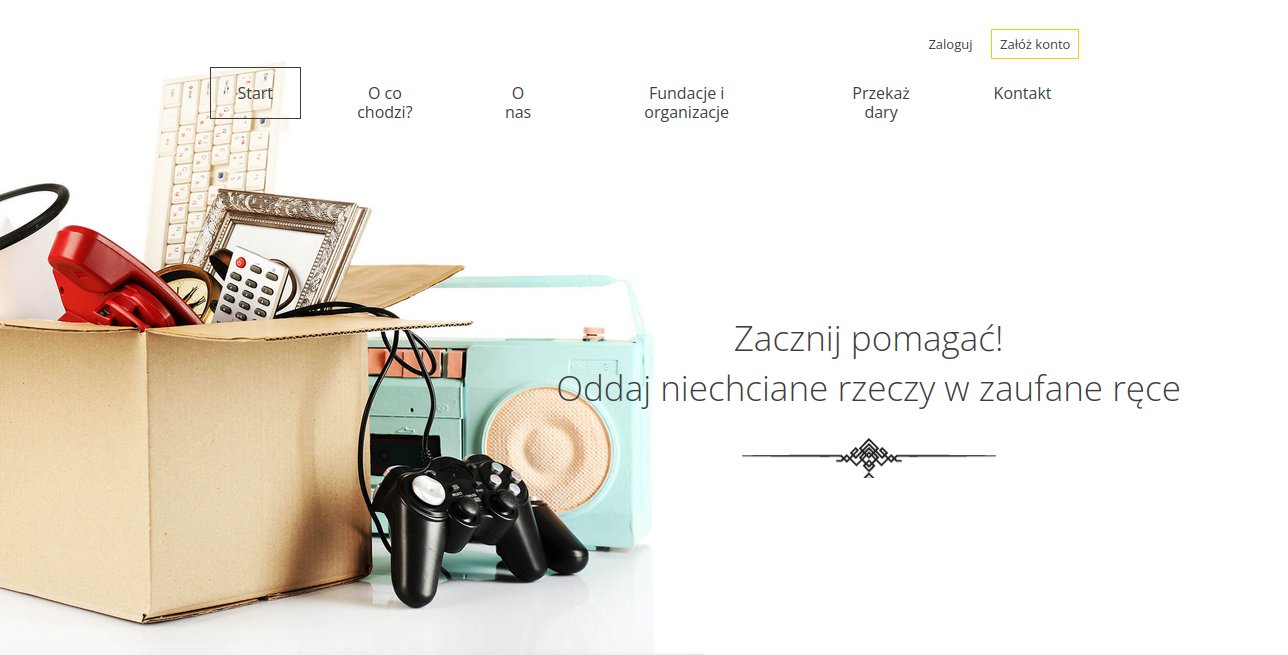 Zaloguj
Załóż konto
Start
O co
chodzi?
O
nas
Fundacje i
organizacje
Przekaż
dary
Kontakt
Zacznij pomagać!
Oddaj niechciane rzeczy w zaufane ręce